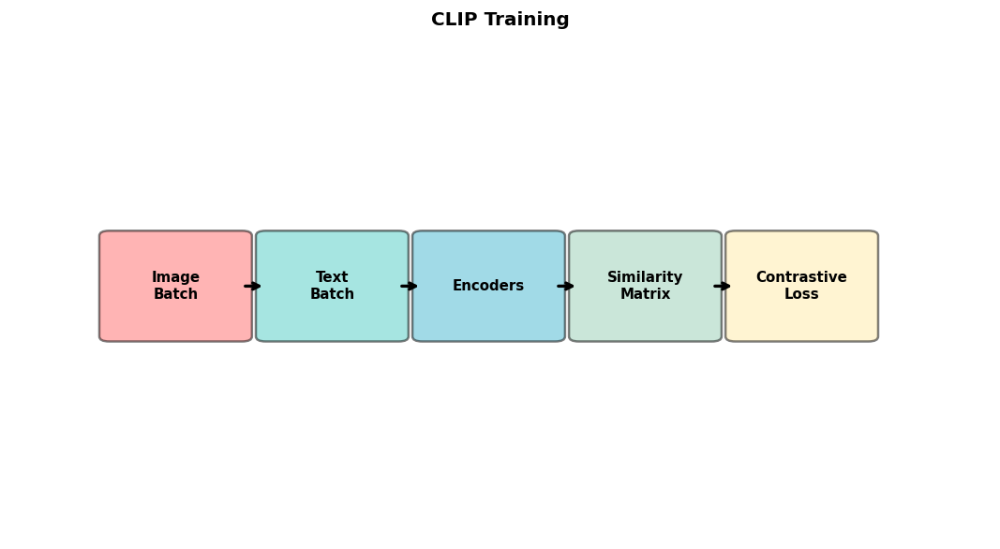 CLIP Training
Image
Batch
Text
Batch
Encoders
Similarity
Matrix
Contrastive
Loss